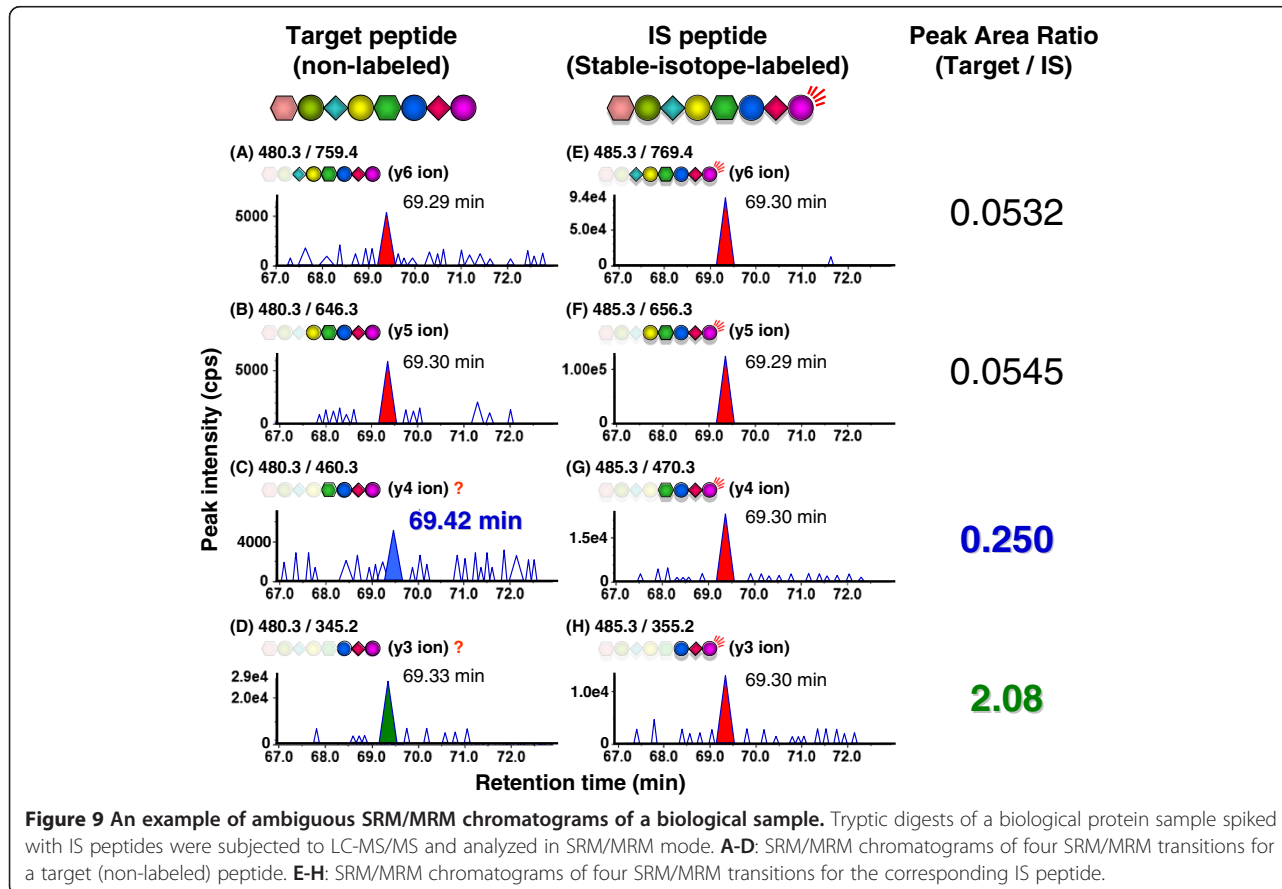 Target peptide
(non-labeled)
IS peptide
(Stable-isotope-labeled)
Peak Area Ratio
(Target / IS)
Peak intensity (cps)
(A) 480.3 / 759.4
(y6 ion)
69.29 min
5000
0
67.0 68.0 69.0 70.0 71.0 72.0
(E) 485.3 / 769.4
(y6 ion)
69.30 min
9.4e4
5.0e4
0
67.0 68.0 69.0 70.0 71.0 72.0
0.0532
(B) 480.3 / 646.3
(y5 ion)
69.30 min
5000
0
67.0 68.0 69.0 70.0 71.0 72.0
(F) 485.3 / 656.3
(y5 ion)
69.29 min
1.00e5
0
67.0 68.0 69.0 70.0 71.0 72.0
0.0545
(C) 480.3 / 460.3
(y4 ion) ?
69.42 min
4000
0
67.0 68.0 69.0 70.0 71.0 72.0
(G) 485.3 / 470.3
(y4 ion)
69.30 min
1.5e4
0
67.0 68.0 69.0 70.0 71.0 72.0
0.250
(D) 480.3 / 345.2
(y3 ion) ?
69.33 min
2.9e4
2.0e4
0
67.0 68.0 69.0 70.0 71.0 72.0
(H) 485.3 / 355.2
(y3 ion)
69.30 min
1.0e4
0
67.0 68.0 69.0 70.0 71.0 72.0
2.08
Retention time (min)
Figure 9 An example of ambiguous SRM/MRM chromatograms of a biological sample. Tryptic digests of a biological protein sample spiked
with IS peptides were subjected to LC-MS/MS and analyzed in SRM/MRM mode. A-D: SRM/MRM chromatograms of four SRM/MRM transitions for
a target (non-labeled) peptide. E-H: SRM/MRM chromatograms of four SRM/MRM transitions for the corresponding IS peptide.